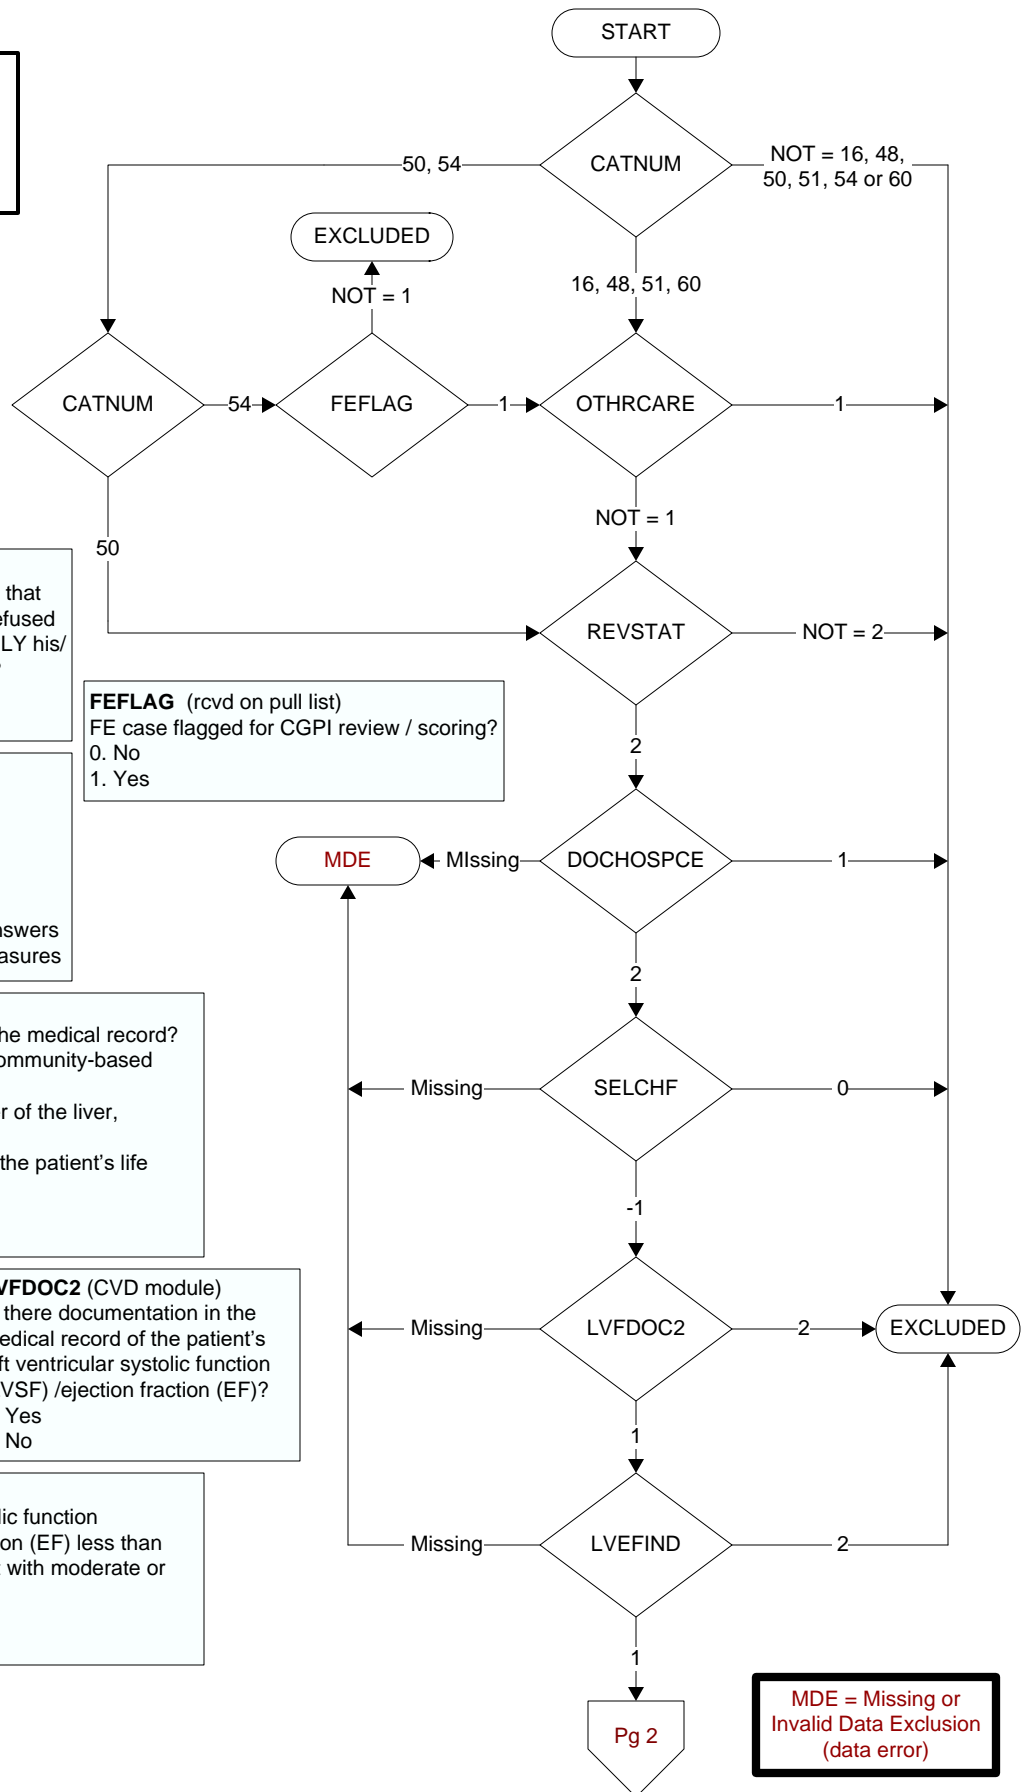 START
CATNUM
50, 54
NOT = 16, 48,
50, 51, 54 or 60
EXCLUDED
NOT = 1
16, 48, 51, 60
CATNUM
54
FEFLAG
1
OTHRCARE
1
NOT = 1
50
REVSTAT
NOT = 2
that
efused
LY his/
FEFLAG (rcvd on pull list)
FE case flagged for CGPI review / scoring?
0. No
1. Yes
2
MDE
MIssing
DOCHOSPCE
1
nswers
asures
2
he medical record?
ommunity-based
r of the liver,
the patient's life
Missing
SELCHF
0
-1
VFDOC2 (CVD module)
there documentation in the
edical record of the patient's
ft ventricular systolic function
VSF) /ejection fraction (EF)?
Yes
No
Missing
LVFDOC2
2
EXCLUDED
1
lic function
ion (EF) less than
t with moderate or
Missing
LVEFIND
2
1
Pg 2
MDE = Missing or
Invalid Data Exclusion
(data error)